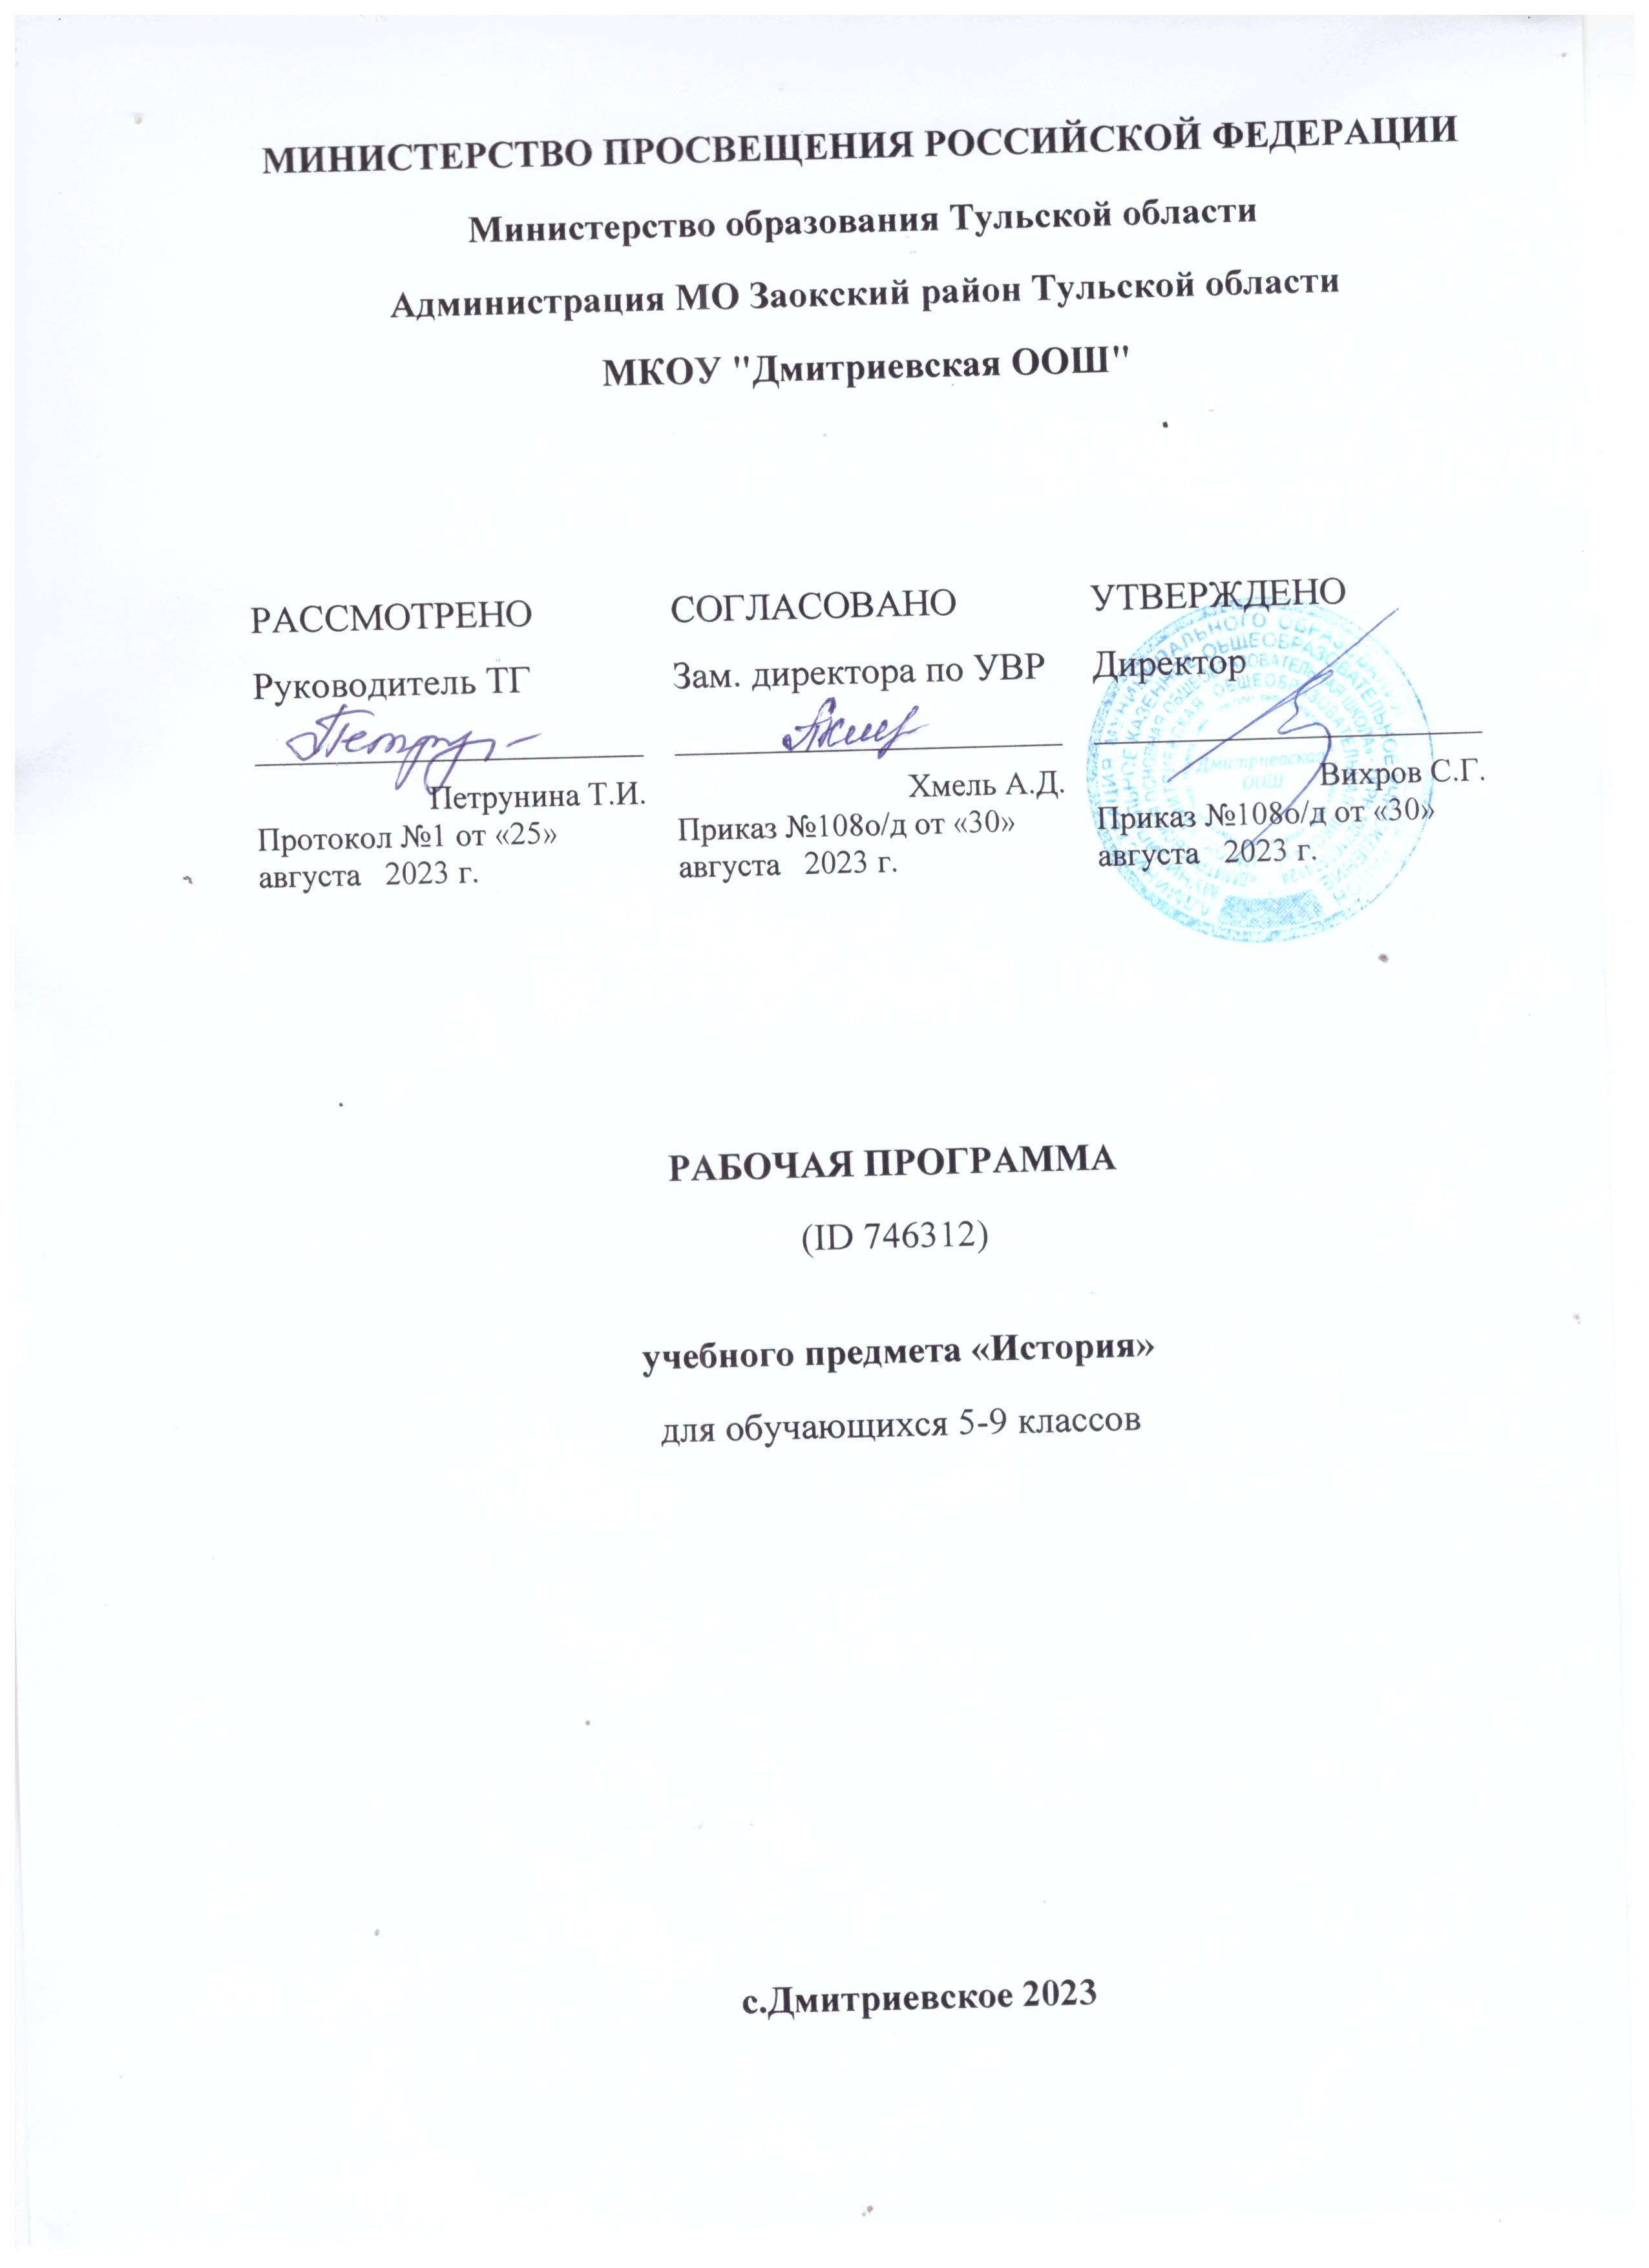 МИНИСТЕРСТВО ПРОСВЕЩЕНИЯ РОССИЙСКОЙ ФЕДЕРАЦИИ
Министерство образования Тульской области
Администрация МО Заокский район Тульской области
МКОУ "Дмитриевская ООШ"
РАССМОТРЕНО
Руководитель ТГ
Петрунина Т.И.
Протокол №1 от «25»
августа 2023 г.
СОГЛАСОВАНО
Зам. директора по УВР
Хмель А.Д.
Приказ №108о/д от «30»
августа 2023 г.
УТВЕРЖДЕНО
Директор
Вихров С.Г.
Приказ №108о/д от «30»
августа 2023 г.
Дмитриевская
ООШ
РАБОЧАЯ ПРОГРАММА
(ID 746312)
учебного предмета «История»
для обучающихся 5-9 классов
с.Дмитриевское 2023